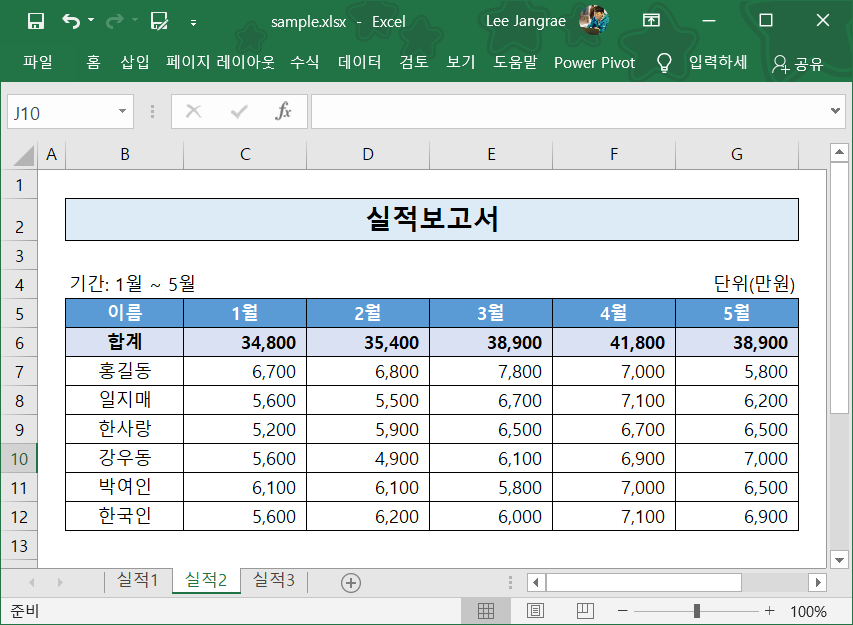 sample.xlsx - Excel
Lee Jangrae
파일 홈 삽입 페이지 레이아웃 수식 데이터 검토 보기 도움말 Power Pivot 입력하세 공유
J10 fx
A B C D E F G
1
2 실적보고서
3
4 기간: 1월 ~ 5월 단위(만원)
5 이름 1월 2월 3월 4월 5월
6 합계 34,800 35,400 38,900 41,800 38,900
7 홍길동 6,700 6,800 7,800 7,000 5,800
8 일지매 5,600 5,500 6,700 7,100 6,200
9 한사랑 5,200 5,900 6,500 6,700 6,500
10 강우동 5,600 4,900 6,100 6,900 7,000
11 박여인 6,100 6,100 5,800 7,000 6,500
12 한국인 5,600 6,200 6,000 7,100 6,900
13
실적1 실적2 실적3
준비 100%